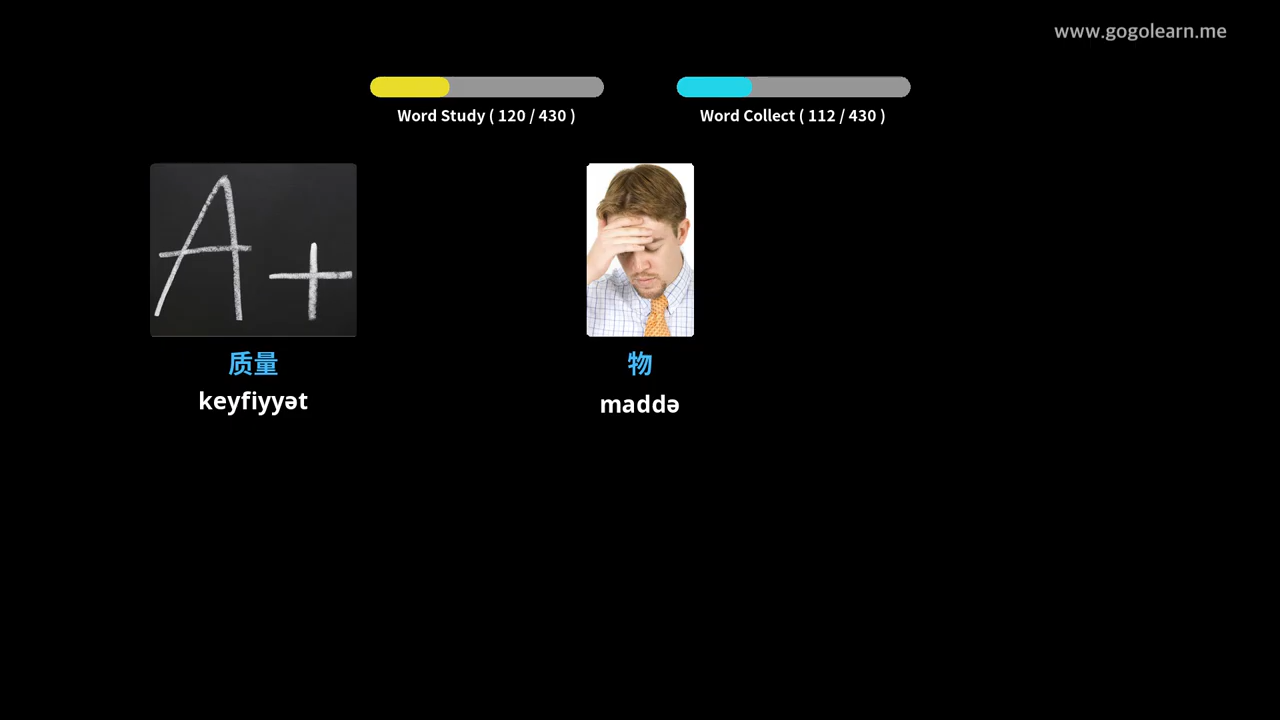 www.gogolearn.me
Word Study ( 120 / 430 )
Word Collect ( 112 / 430 )
A+
质量
keyfiyyət
物
maddə